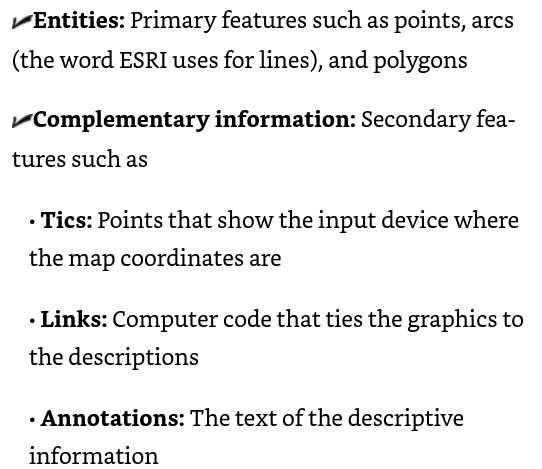 ✓Entities: Primary features such as points, arcs
(the word ESRI uses for lines), and polygons
✓Complementary information: Secondary fea-
tures such as
• Tics: Points that show the input device where
the map coordinates are
• Links: Computer code that ties the graphics to
the descriptions
• Annotations: The text of the descriptive
information